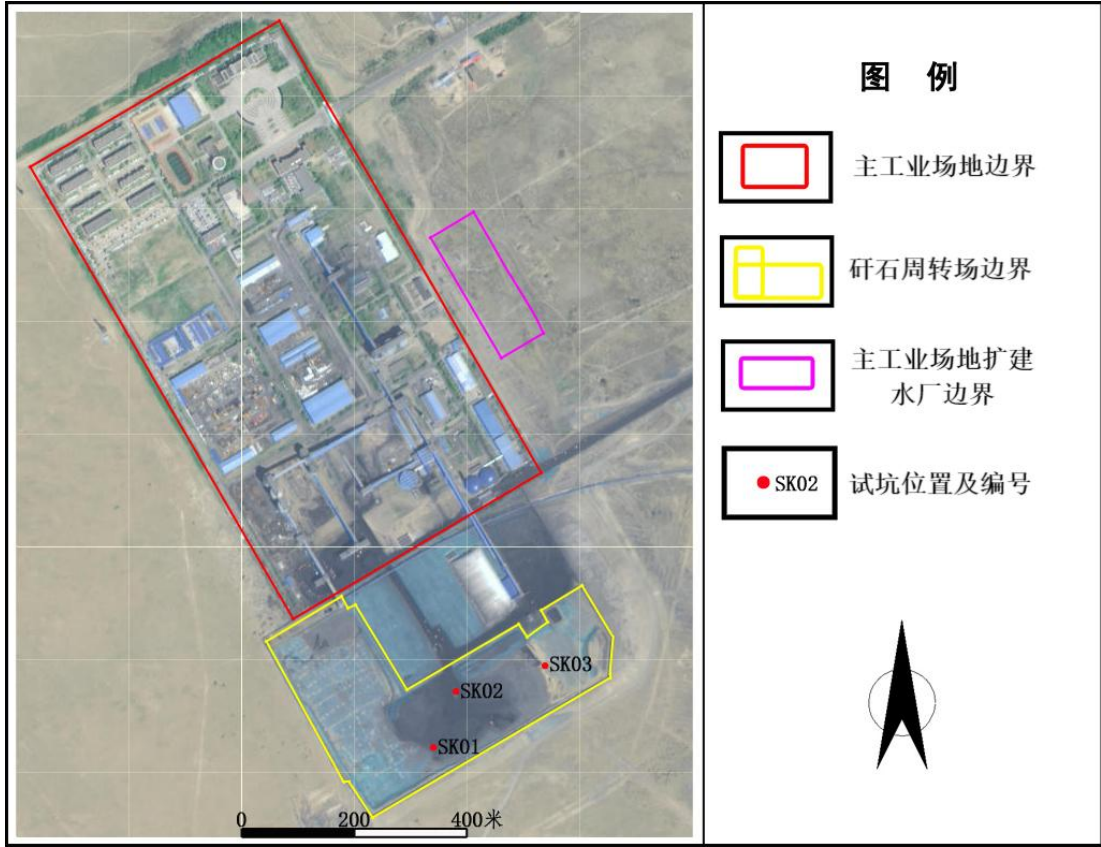 图 例
主工业场地边界
矸石周转场边界
主工业场地扩建
水厂边界
SK02 试坑位置及编号
SK03
SK02
SK01
0 200 400米